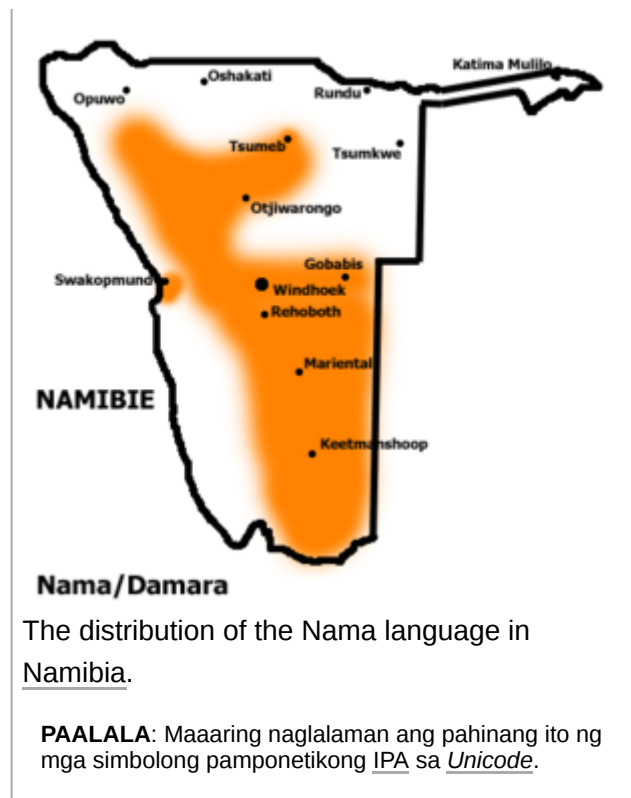 Katima Mulilo
Oshakati
Opuwo
Rundu
Tsumeb
Tsumkwe
Otjiwarongo
Gobabis
Swakopmund
Windhoek
Rehoboth
Mariental
NAMIBIE
Keetmanshoop
Nama/Damara
The distribution of the Nama language in
Namibia.
PAALALA: Maaaring naglalaman ang pahinang ito ng
mga simbolong pamponetikong IPA sa Unicode.